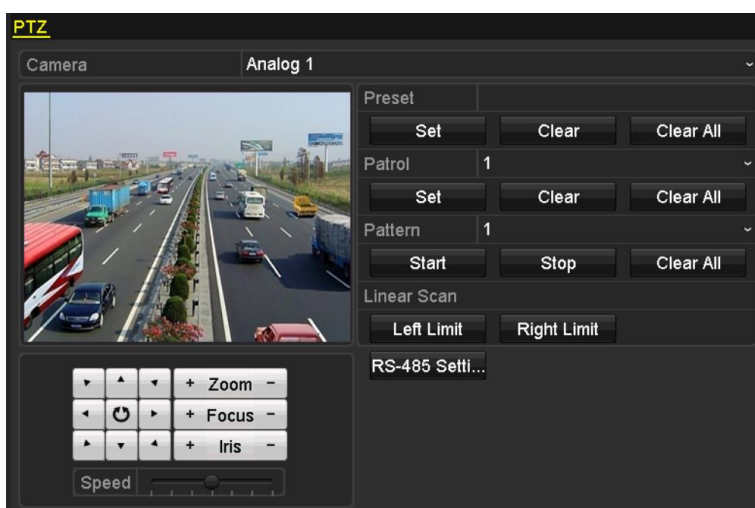 PTZ
Camera Analog 1
Preset
Set Clear Clear All
Patrol 1
Set Clear Clear All
Pattern 1
Start Stop Clear All
Linear Scan
Left Limit Right Limit
RS-485 Setti...
+ Zoom -
+ Focus -
+ Iris -
Speed